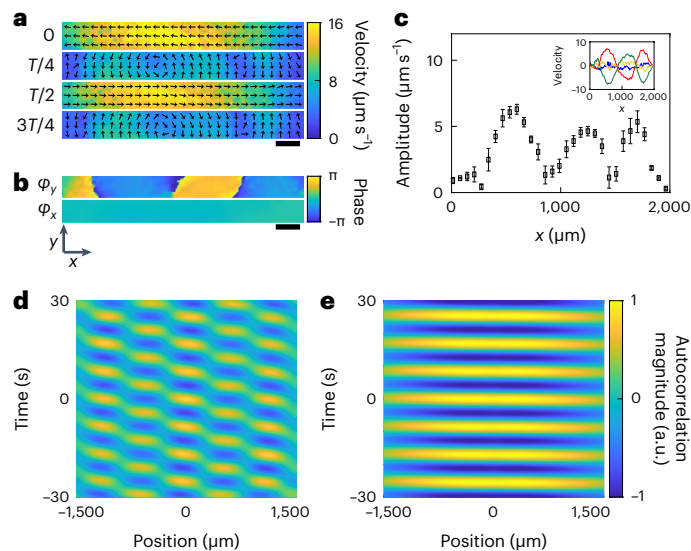 a
0
T/4
T/2
3T/4
16
8
0
Velocity (μm s⁻¹)
b
φy
φx
π
–π
Phase
y
x
c
Amplitude (μm s⁻¹)
10
5
0
0
1,000
2,000
x (μm)
Velocity
10
0
–10
0 1,000 2,000
x
d
30
0
–30
Time (s)
–1,500 0 1,500
Position (μm)
e
30
0
–30
Time (s)
–1,500 0 1,500
Position (μm)
1
0
–1
Autocorrelation
magnitude (a.u.)